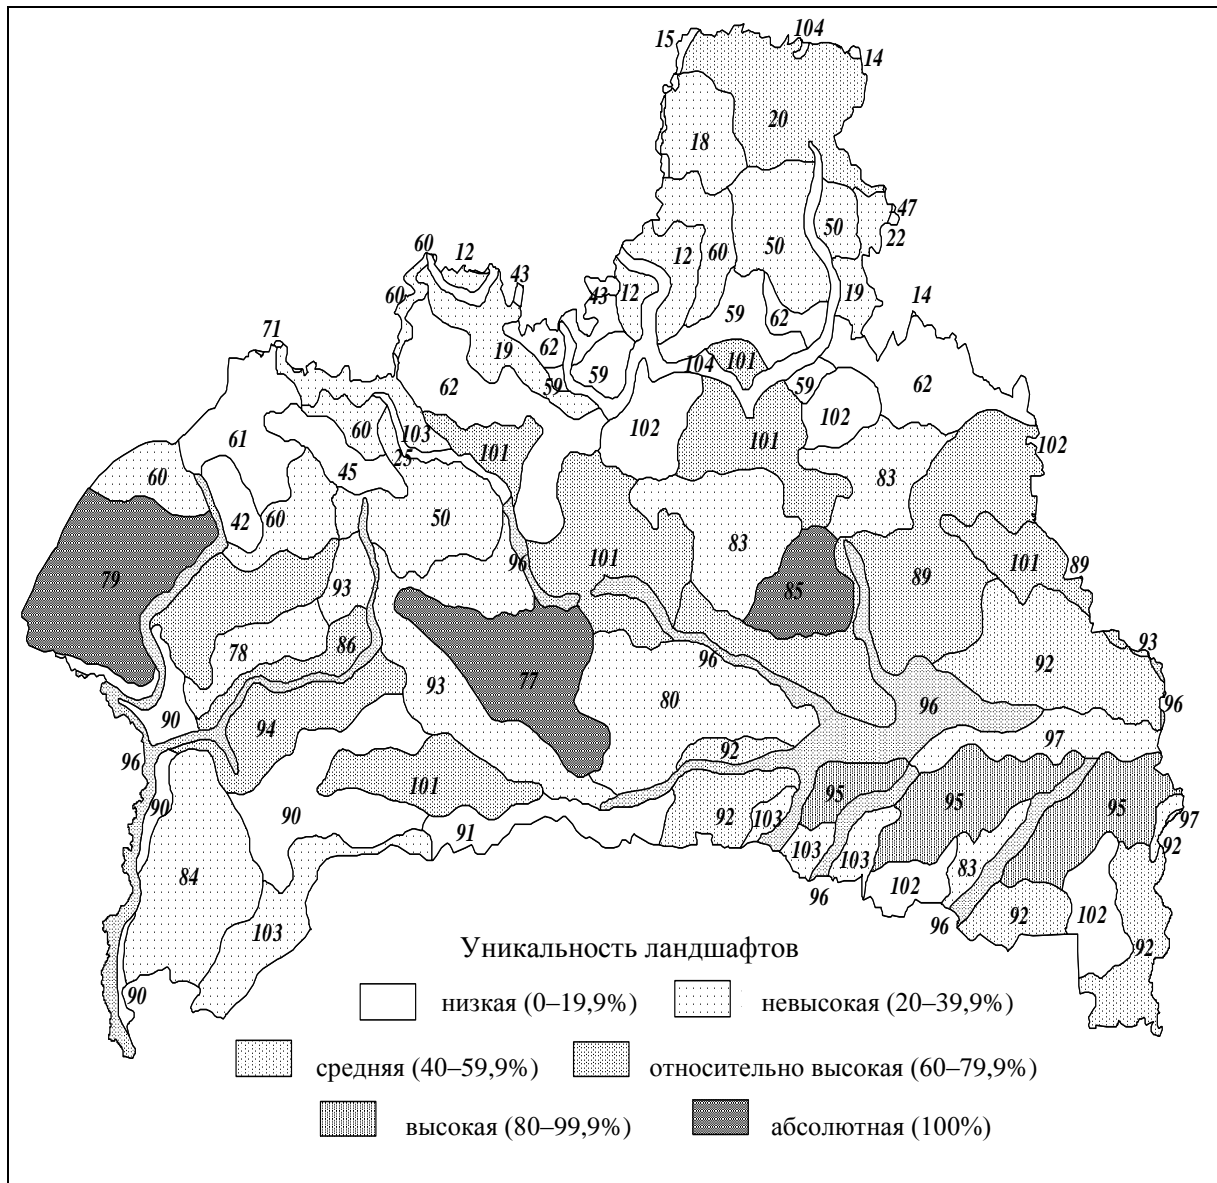 15 104 14
20
18
47
50
22
60 12
12 60 50
43
43 12
60
19 14
59 62
71
62
19
104 101
59 59 59
62
62
102 102
61 60 103 101 101 102
25
45 83
60
42 60 50
79 93 96 101 83 85 89 101 89
86
78 93
96 92 93
77 80
90 96 96
94
97
96 92
101
90 95 95 95
90 92 103 97
91 92
103 103 83
84 102
96
103 96 92 102 92
90
Уникальность ландшафтов
низкая (0–19,9%) невысокая (20–39,9%)
средняя (40–59,9%) относительно высокая (60–79,9%)
высокая (80–99,9%) абсолютная (100%)